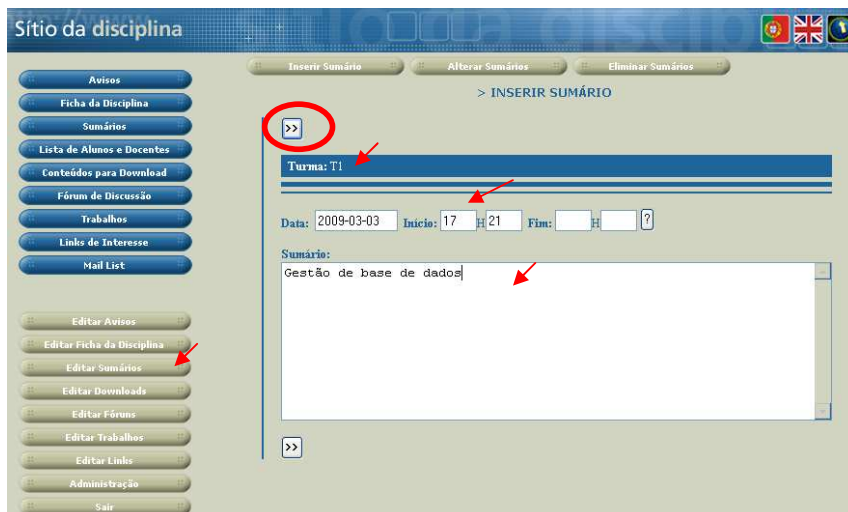 Sítio da disciplina
Inserir Sumário
Alterar Sumários
Eliminar Sumários
> INSERIR SUMÁRIO
Avisos
Ficha da Disciplina
Sumários
Lista de Alunos e Docentes
Conteúdos para Download
Fórum de Discussão
Trabalhos
Links de Interesse
Mail List
Editar Avisos
Editar Ficha da Disciplina
Editar Sumários
Editar Downloads
Editar Fóruns
Editar Trabalhos
Editar Links
Administração
Sair
>>
Turma: T1
Data: 2009-03-03 Inicio: 17 H 21 Fim: H ?
Sumário:
Gestão de base de dados
>>